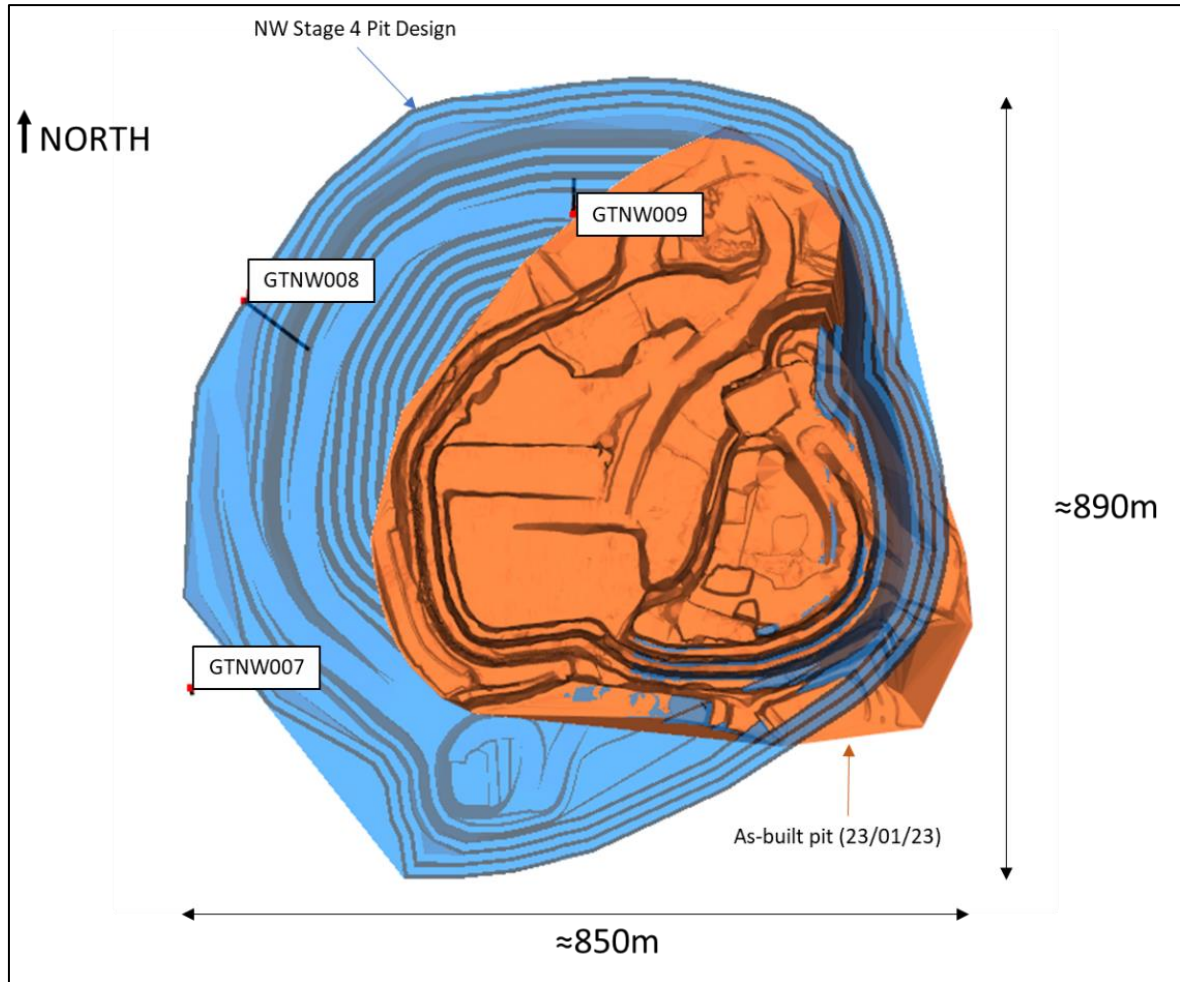 NW Stage 4 Pit Design
NORTH
GTNW009
GTNW008
≈890m
GTNW007
As-built pit (23/01/23)
≈850m